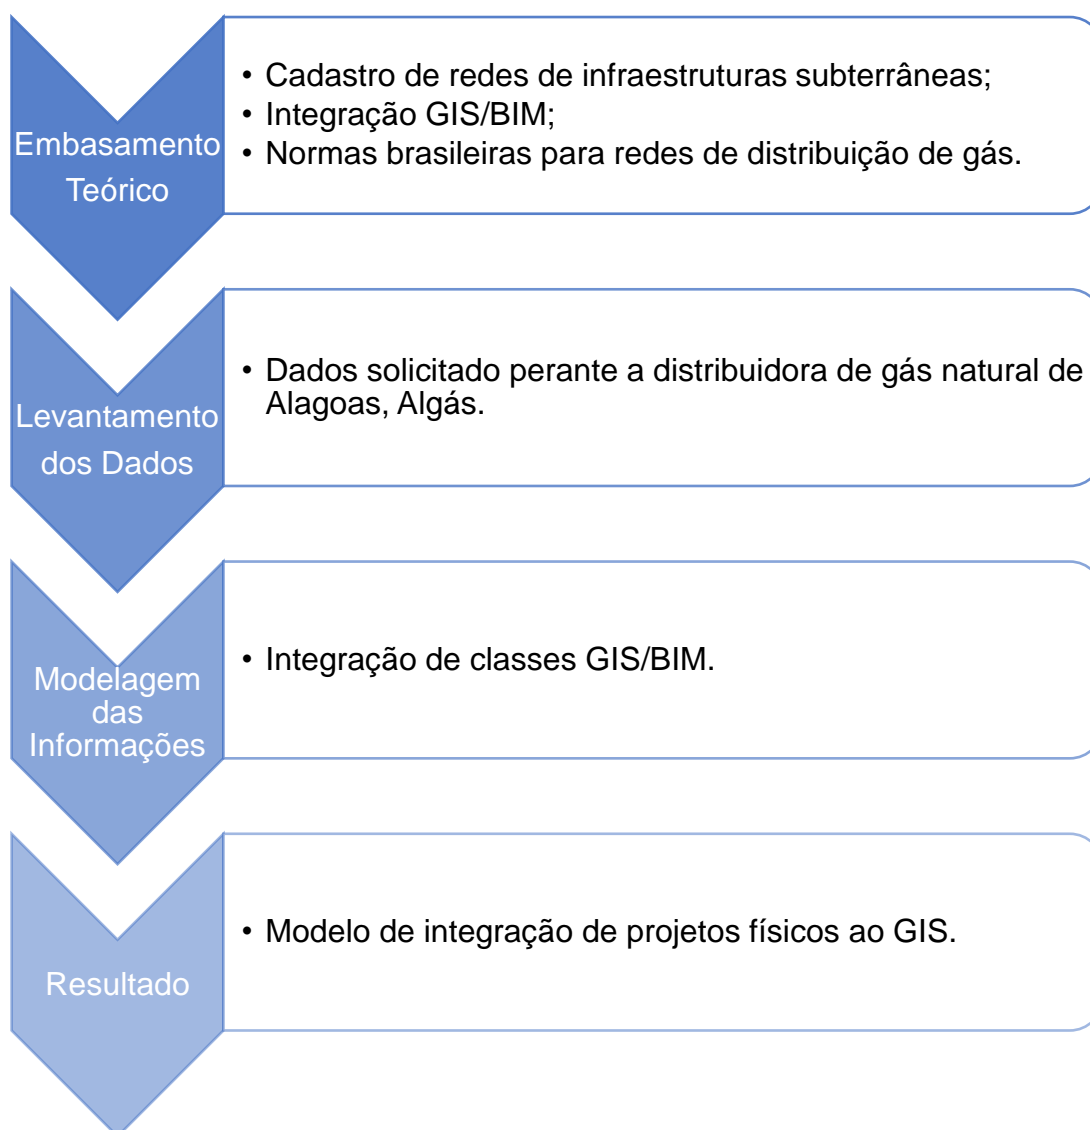 Embasamento
Teórico
• Cadastro de redes de infraestruturas subterrâneas;
• Integração GIS/BIM;
• Normas brasileiras para redes de distribuição de gás.
Levantamento
dos Dados
• Dados solicitado perante a distribuidora de gás natural de
Alagoas, Algás.
Modelagem
das
Informações
• Integração de classes GIS/BIM.
Resultado
• Modelo de integração de projetos físicos ao GIS.